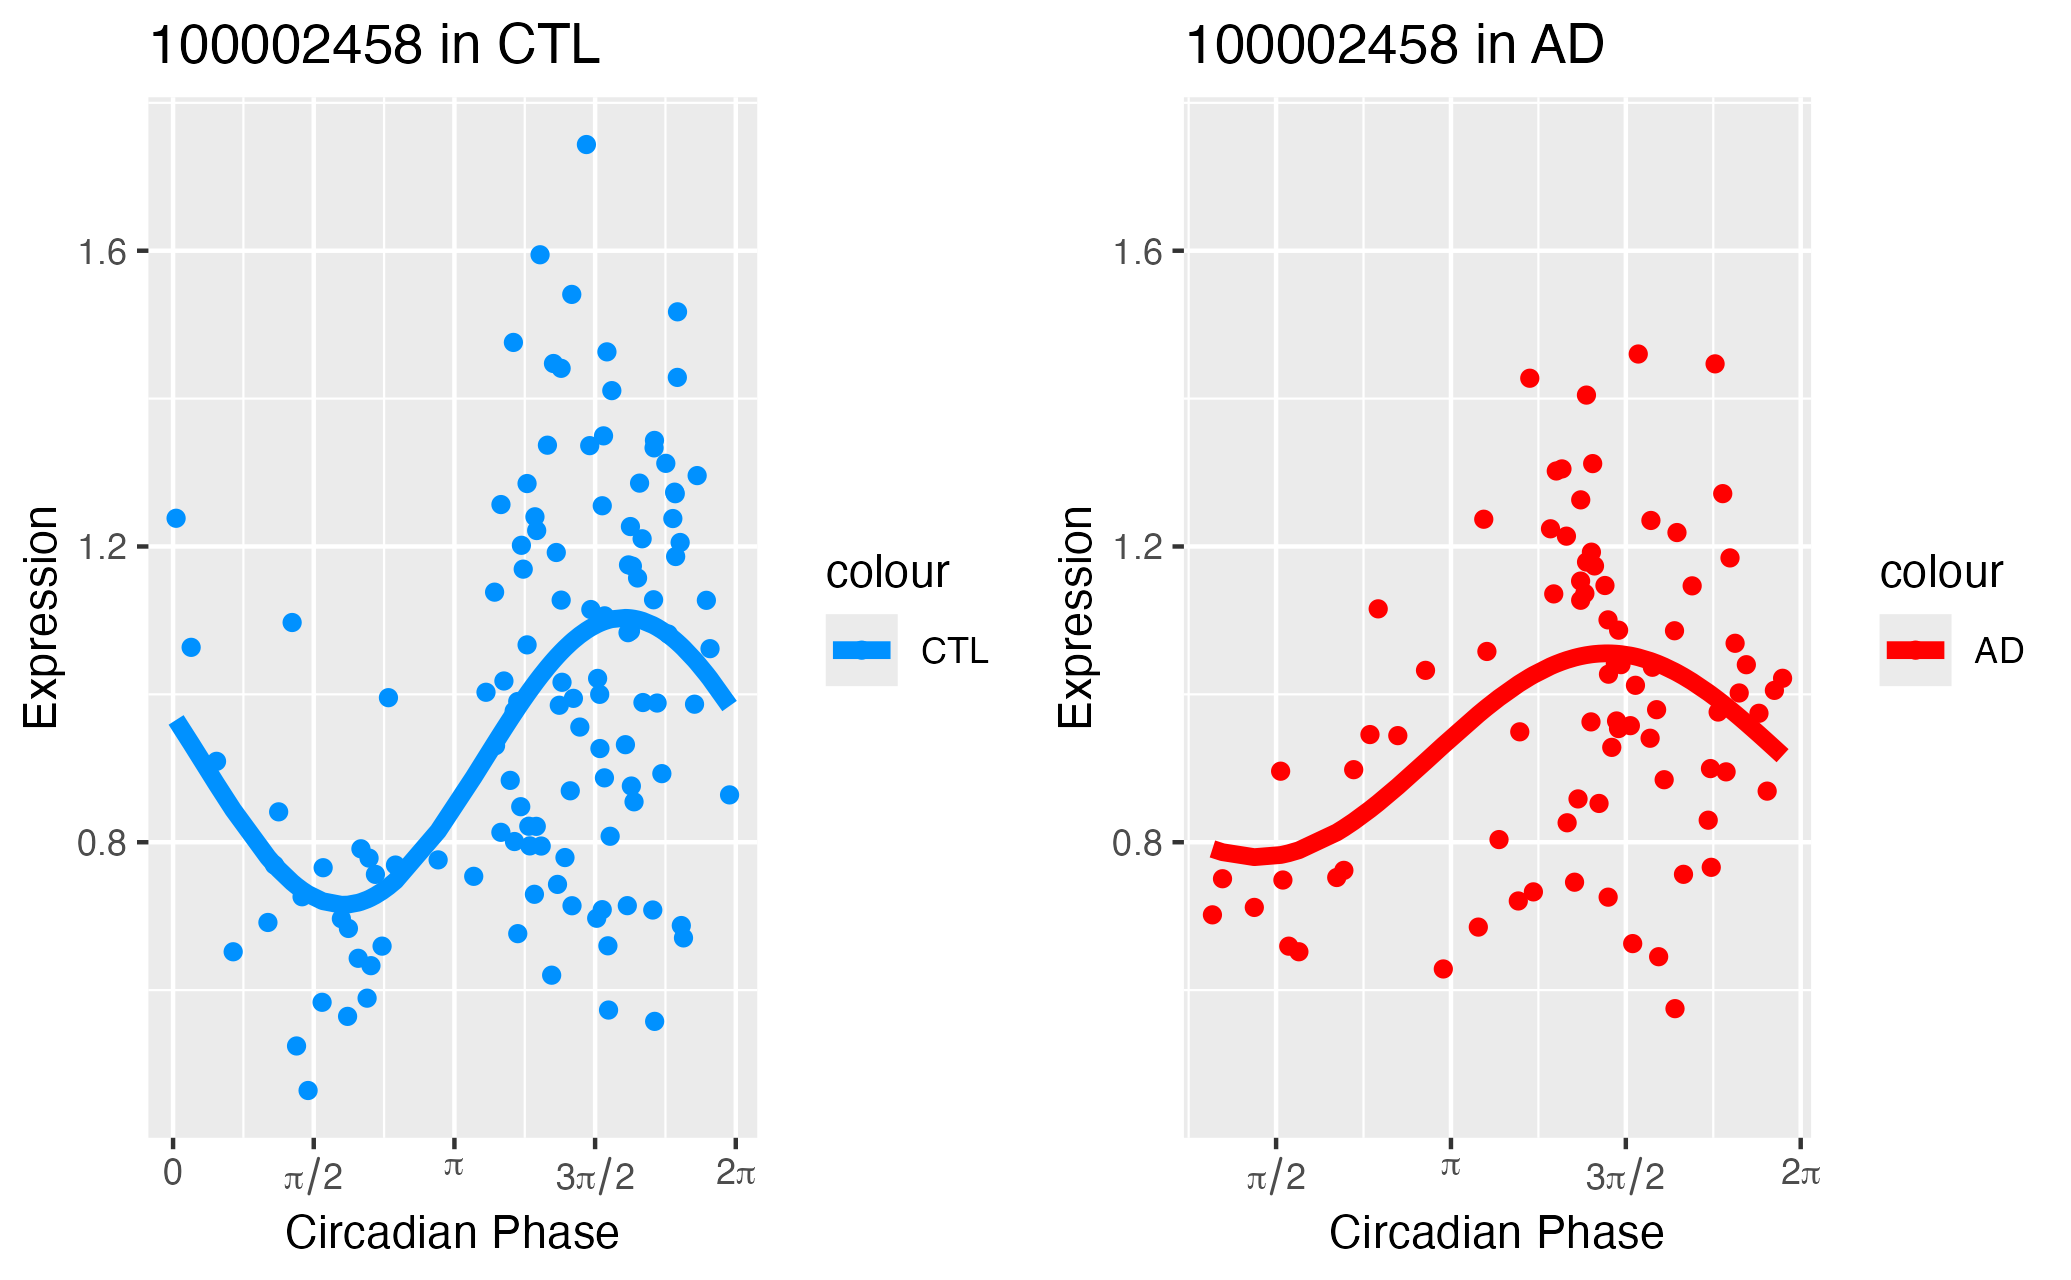 100002458 in CTL
1.6
1.2
0.8
Expression
0
π/2
π
3π/2
2π
Circadian Phase
colour
CTL
100002458 in AD
1.6
1.2
0.8
Expression
π/2
π
3π/2
2π
Circadian Phase
colour
AD